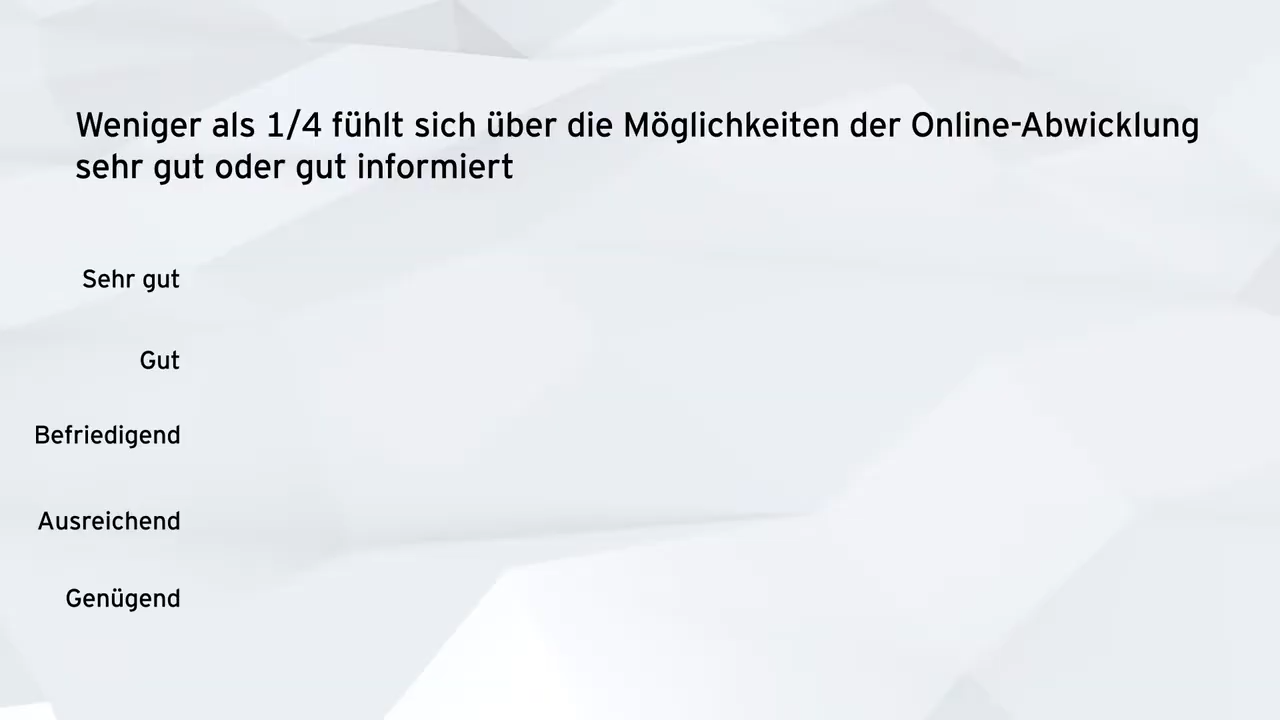 Weniger als 1/4 fühlt sich über die Möglichkeiten der Online-Abwicklung
sehr gut oder gut informiert
Sehr gut
Gut
Befriedigend
Ausreichend
Genügend